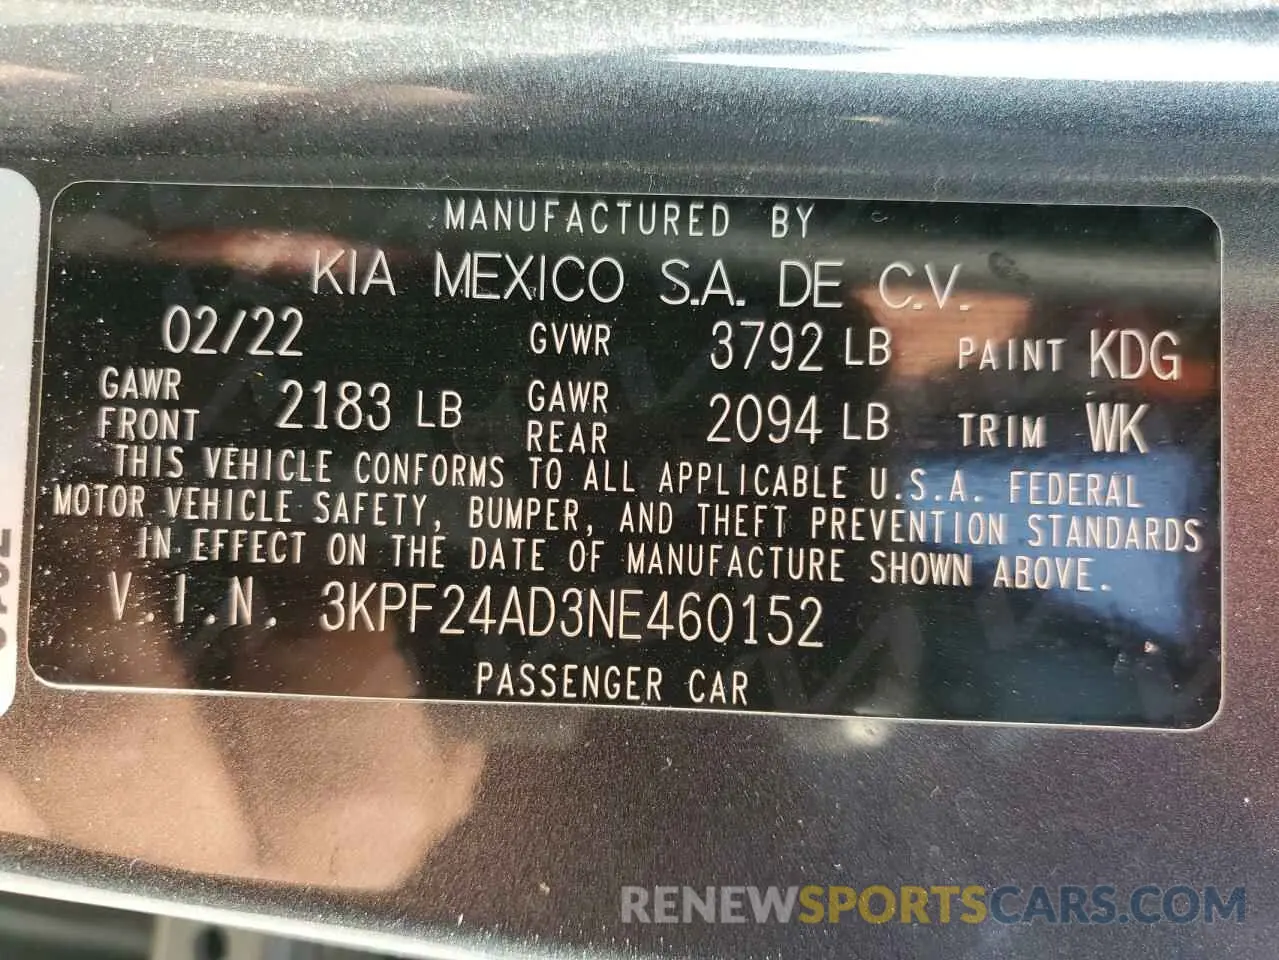 MANUFACTURED BY
KIA MEXICO S.A. DE C.V.
02/22 GVWR 3792 LB PAINT KDG
GAWR FRONT 2183 LB GAWR REAR 2094 LB TRIM WK
THIS VEHICLE CONFORMS TO ALL APPLICABLE U.S.A. FEDERAL
MOTOR VEHICLE SAFETY, BUMPER, AND THEFT PREVENTION STANDARDS
IN EFFECT ON THE DATE OF MANUFACTURE SHOWN ABOVE.
V.I.N. 3KPF24AD3NE460152
PASSENGER CAR
RENEWSPORTSCARS.COM